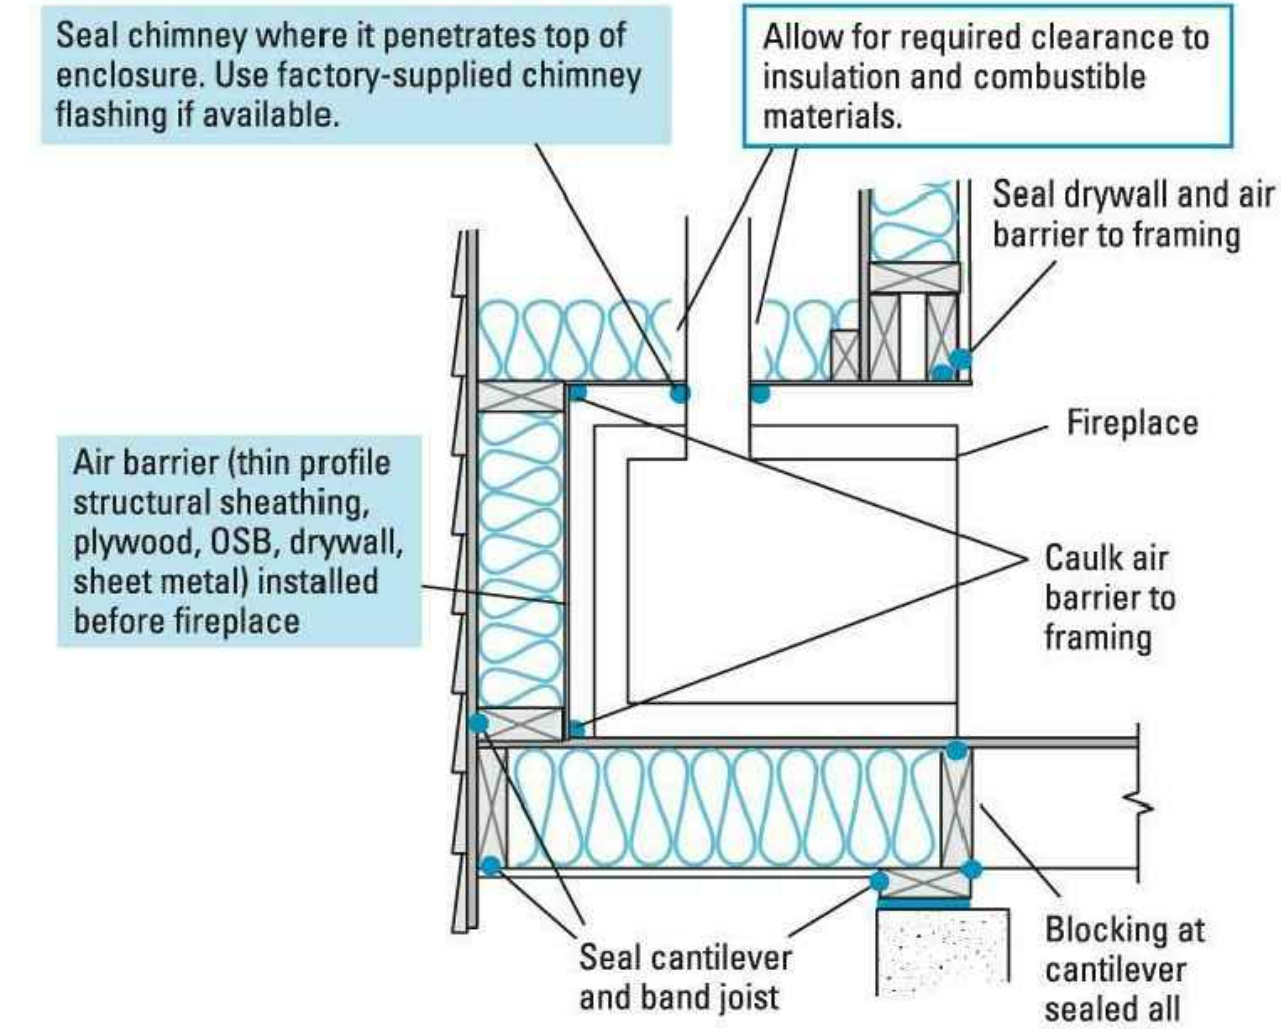 Seal chimney where it penetrates top of
enclosure. Use factory-supplied chimney
flashing if available.
Allow for required clearance to
insulation and combustible
materials.
Seal drywall and air
barrier to framing
Fireplace
Air barrier (thin profile
structural sheathing,
plywood, OSB, drywall,
sheet metal) installed
before fireplace
Caulk air
barrier to
framing
Seal cantilever
and band joist
Blocking at
cantilever
sealed all